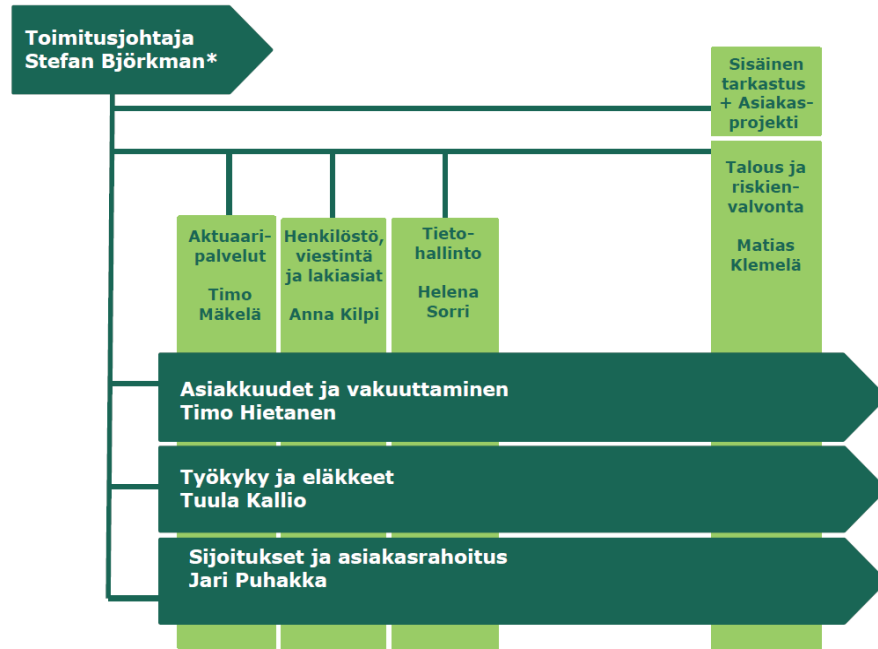 Toimitusjohtaja
Stefan Björkman*
Sisäinen
tarkastus
+ Asiakas-
projekti
Talous ja
riskien-
valvonta
Matias
Klemelä
Aktuaari-
palvelut
Timo
Mäkelä
Henkilöstö,
viestintä
ja lakiasiat
Anna Kilpi
Tieto-
hallinto
Helena
Sorri
Asiakkuudet ja vakuuttaminen
Timo Hietanen
Työkyky ja eläkkeet
Tuula Kallio
Sijoitukset ja asiakasrahoitus
Jari Puhakka